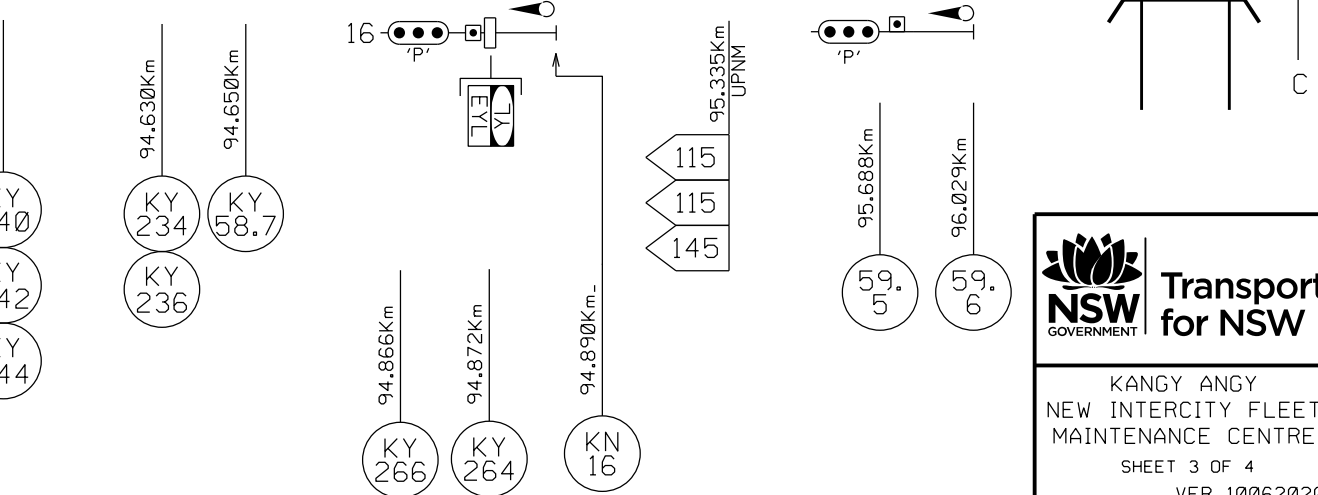 94.630Km
94.650Km
KY
234
KY
236
KY
58.7
16
'P'
EYL
YL
94.866Km
94.872Km
94.890Km
KY
266
KY
264
KN
16
95.335Km
UPNM
115
115
145
'P'
95.688Km
96.029Km
59.
5
59.
6
C
NSW
GOVERNMENT
Transport
for NSW
KANGY ANGY
NEW INTERCITY FLEET
MAINTENANCE CENTRE
SHEET 3 OF 4